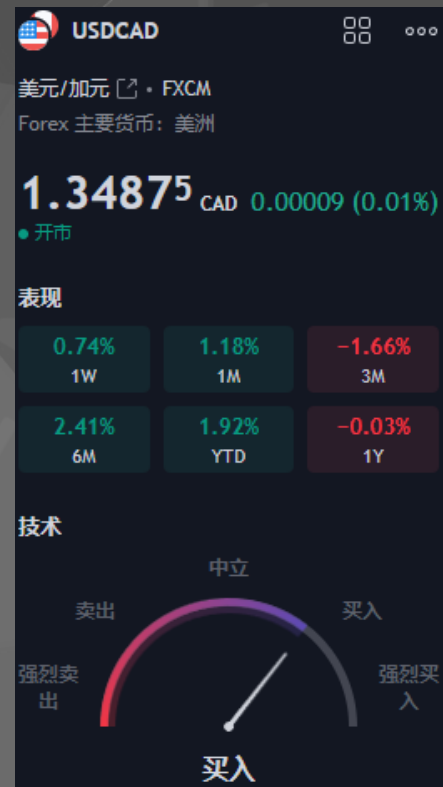 USDCAD
美元/加元 • FXCM
Forex 主要货币：美洲
1.34875 CAD 0.00009 (0.01%)
开市
表现
0.74% 1.18% −1.66%
1W 1M 3M
2.41% 1.92% −0.03%
6M YTD 1Y
技术
中立
卖出 买入
强烈卖出 强烈买入
买入